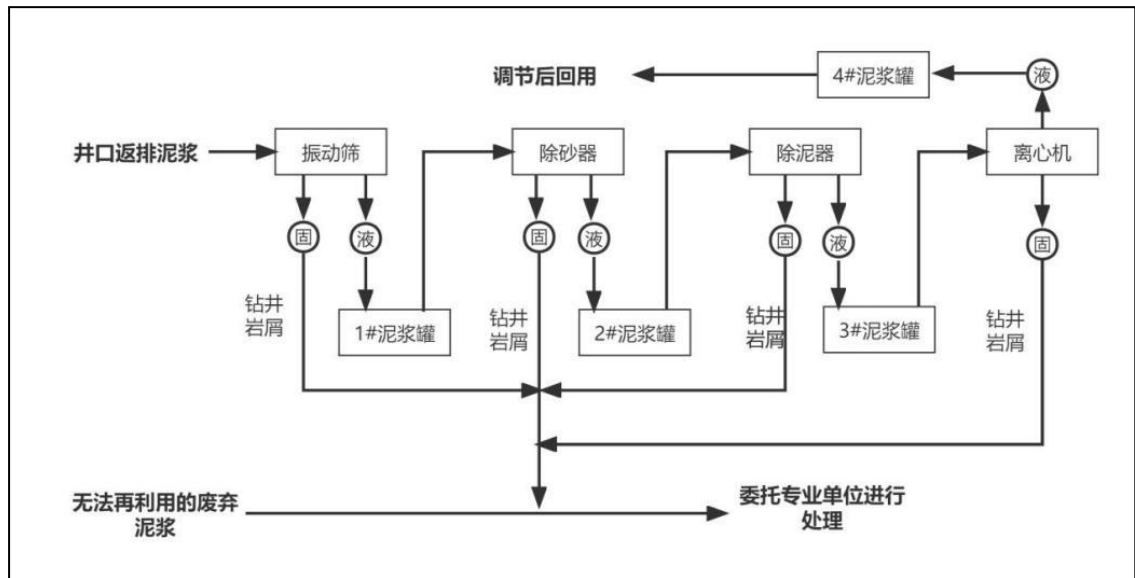 调节后回用
4#泥浆罐
液
井口返排泥浆
振动筛
除砂器
除泥器
离心机
固
液
固
液
固
液
固
钻井
岩屑
1#泥浆罐
钻井
岩屑
2#泥浆罐
钻井
岩屑
3#泥浆罐
钻井
岩屑
无法再利用的废弃
泥浆
委托专业单位进行
处理